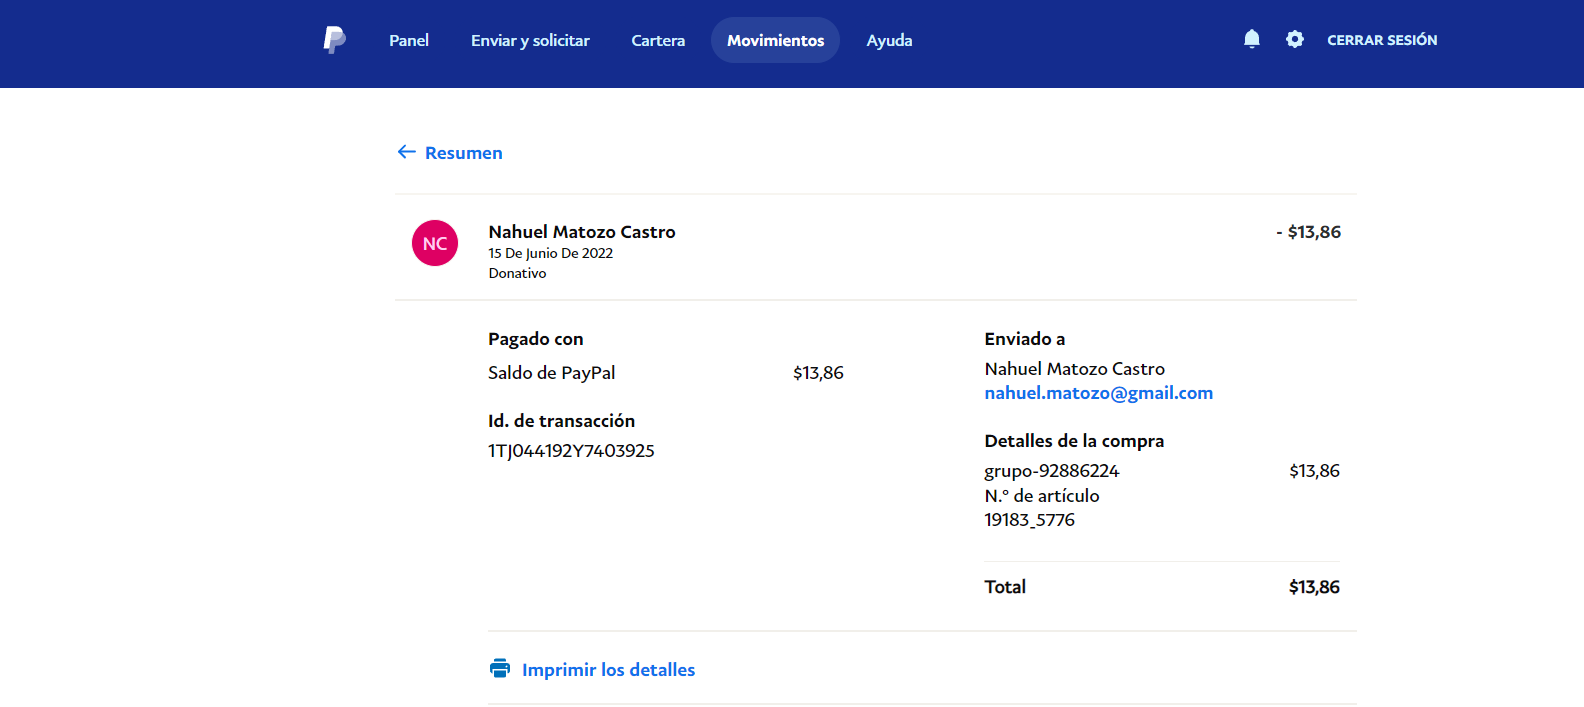 Panel
Enviar y solicitar
Cartera
Movimientos
Ayuda
CERRAR SESIÓN
Resumen
NC
Nahuel Matozo Castro
- $13,86
15 De Junio De 2022
Donativo
Pagado con
Saldo de PayPal $13,86
Id. de transacción
1TJ044192Y7403925
Enviado a
Nahuel Matozo Castro
nahuel.matozo@gmail.com
Detalles de la compra
grupo-92886224 $13,86
N.° de artículo
19183_5776
Total $13,86
Imprimir los detalles